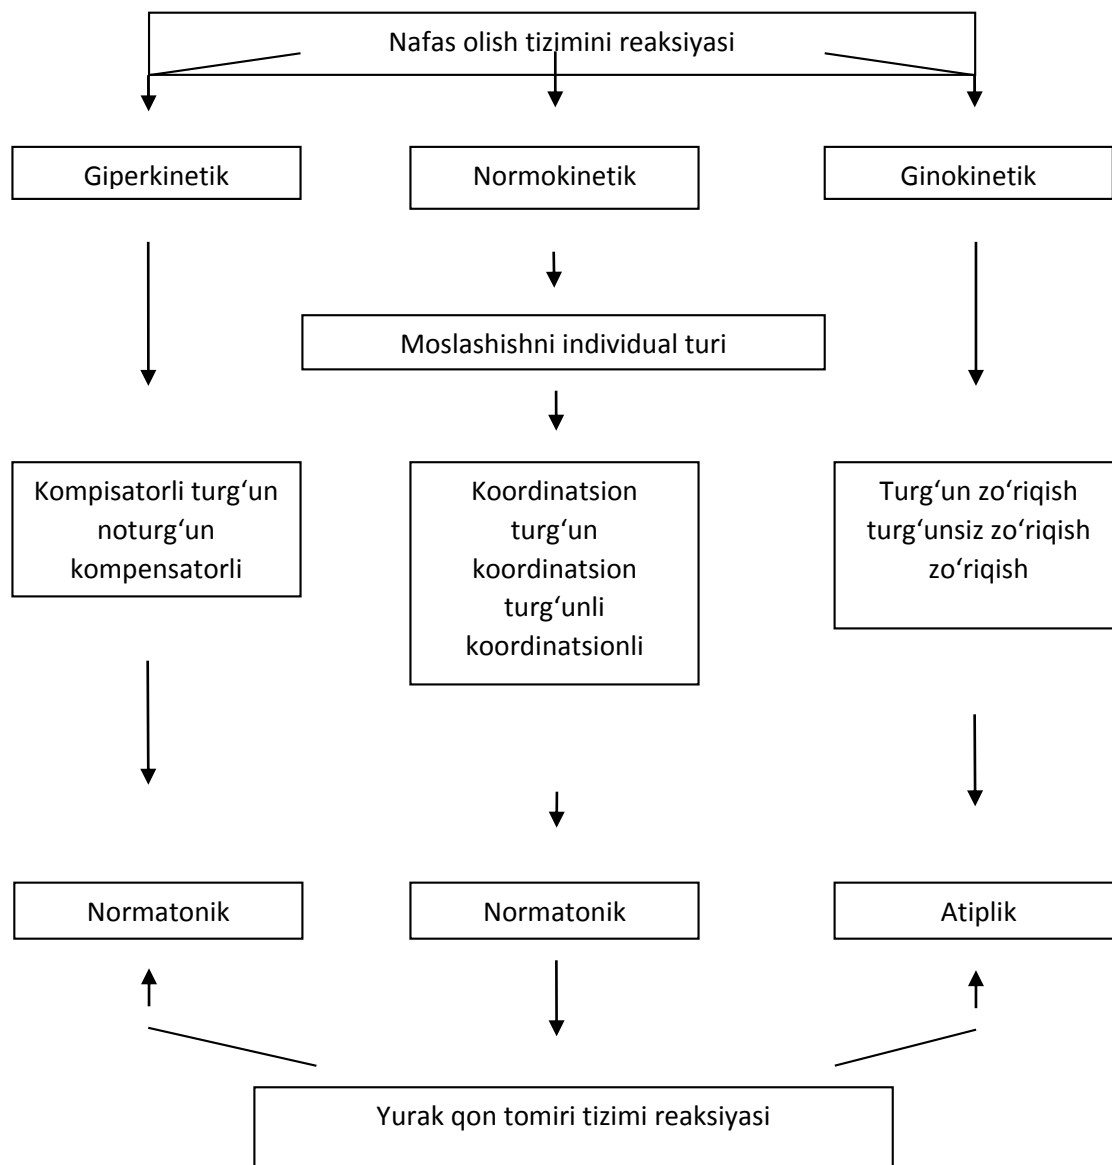 Nafas olish tizimini reaksiyasi
Giperkinetik
Normokinetik
Ginokinetik
Moslashishni individual turi
Kompisatorli turg‘un
noturg‘un
kompensatorli
Koordinatsion
turg‘un
koordinatsion
turg‘unli
koordinatsionli
Turg‘un zo‘riqish
turg‘unsiz zo‘riqish
zo‘riqish
Normatonik
Normatonik
Atiplik
Yurak qon tomiri tizimi reaksiyasi